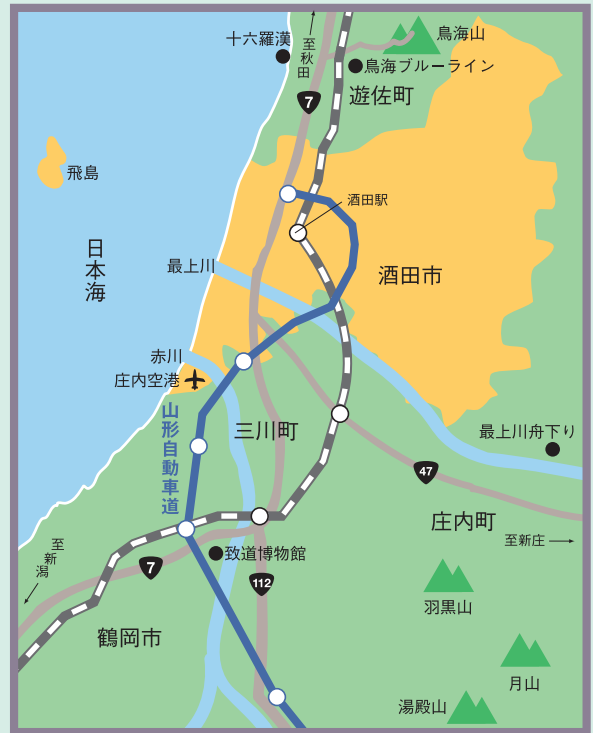 鳥海山
十六羅漢
至秋田
鳥海ブルーライン
遊佐町
7
飛島
酒田駅
日本海
最上川
酒田市
赤川
庄内空港
山形自動車道
三川町
最上川舟下り
47
庄内町
至新庄
至新潟
致道博物館
7
112
羽黒山
鶴岡市
月山
湯殿山